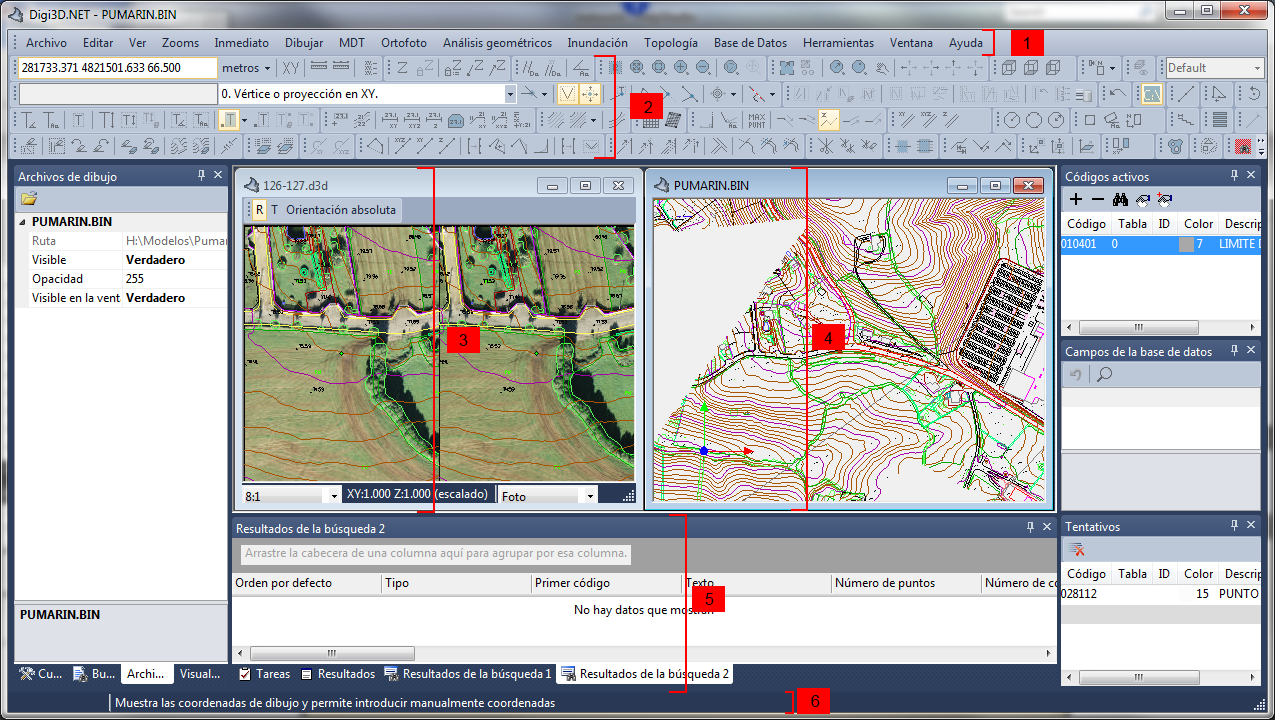 Digi3D.NET - PUMARIN.BIN
Archivo Editar Ver Zooms Inmediato Dibujar MDT Ortofoto Análisis geométricos Inundación Topología Base de Datos Herramientas Ventana Ayuda
1
281733.371 4821501.633 66.500 metros
Default
0. Vértice o proyección en XY.
2
Archivos de dibujo
PUMARIN.BIN
Ruta H:\Modelos\Pumar
Visible Verdadero
Opacidad 255
Visible en la vent Verdadero
PUMARIN.BIN
126-127.d3d
R T Orientación absoluta
3
8:1 XY:1.000 Z:1.000 (escalado) Foto
PUMARIN.BIN
4
Códigos activos
Código Tabla ID Color Descrip
010401 0 7 LIMITE
Campos de la base de datos
Resultados de la búsqueda 2
Arrastre la cabecera de una columna aquí para agrupar por esa columna.
Orden por defecto Tipo Primer código Texto Número de puntos Número de
No hay datos que mostrar
5
Tentativos
Código Tabla ID Color Descrip
028112 15 PUNTO
Cu... Bu... Archi... Visual... Tareas Resultados Resultados de la búsqueda 1 Resultados de la búsqueda 2
Muestra las coordenadas de dibujo y permite introducir manualmente coordenadas
6